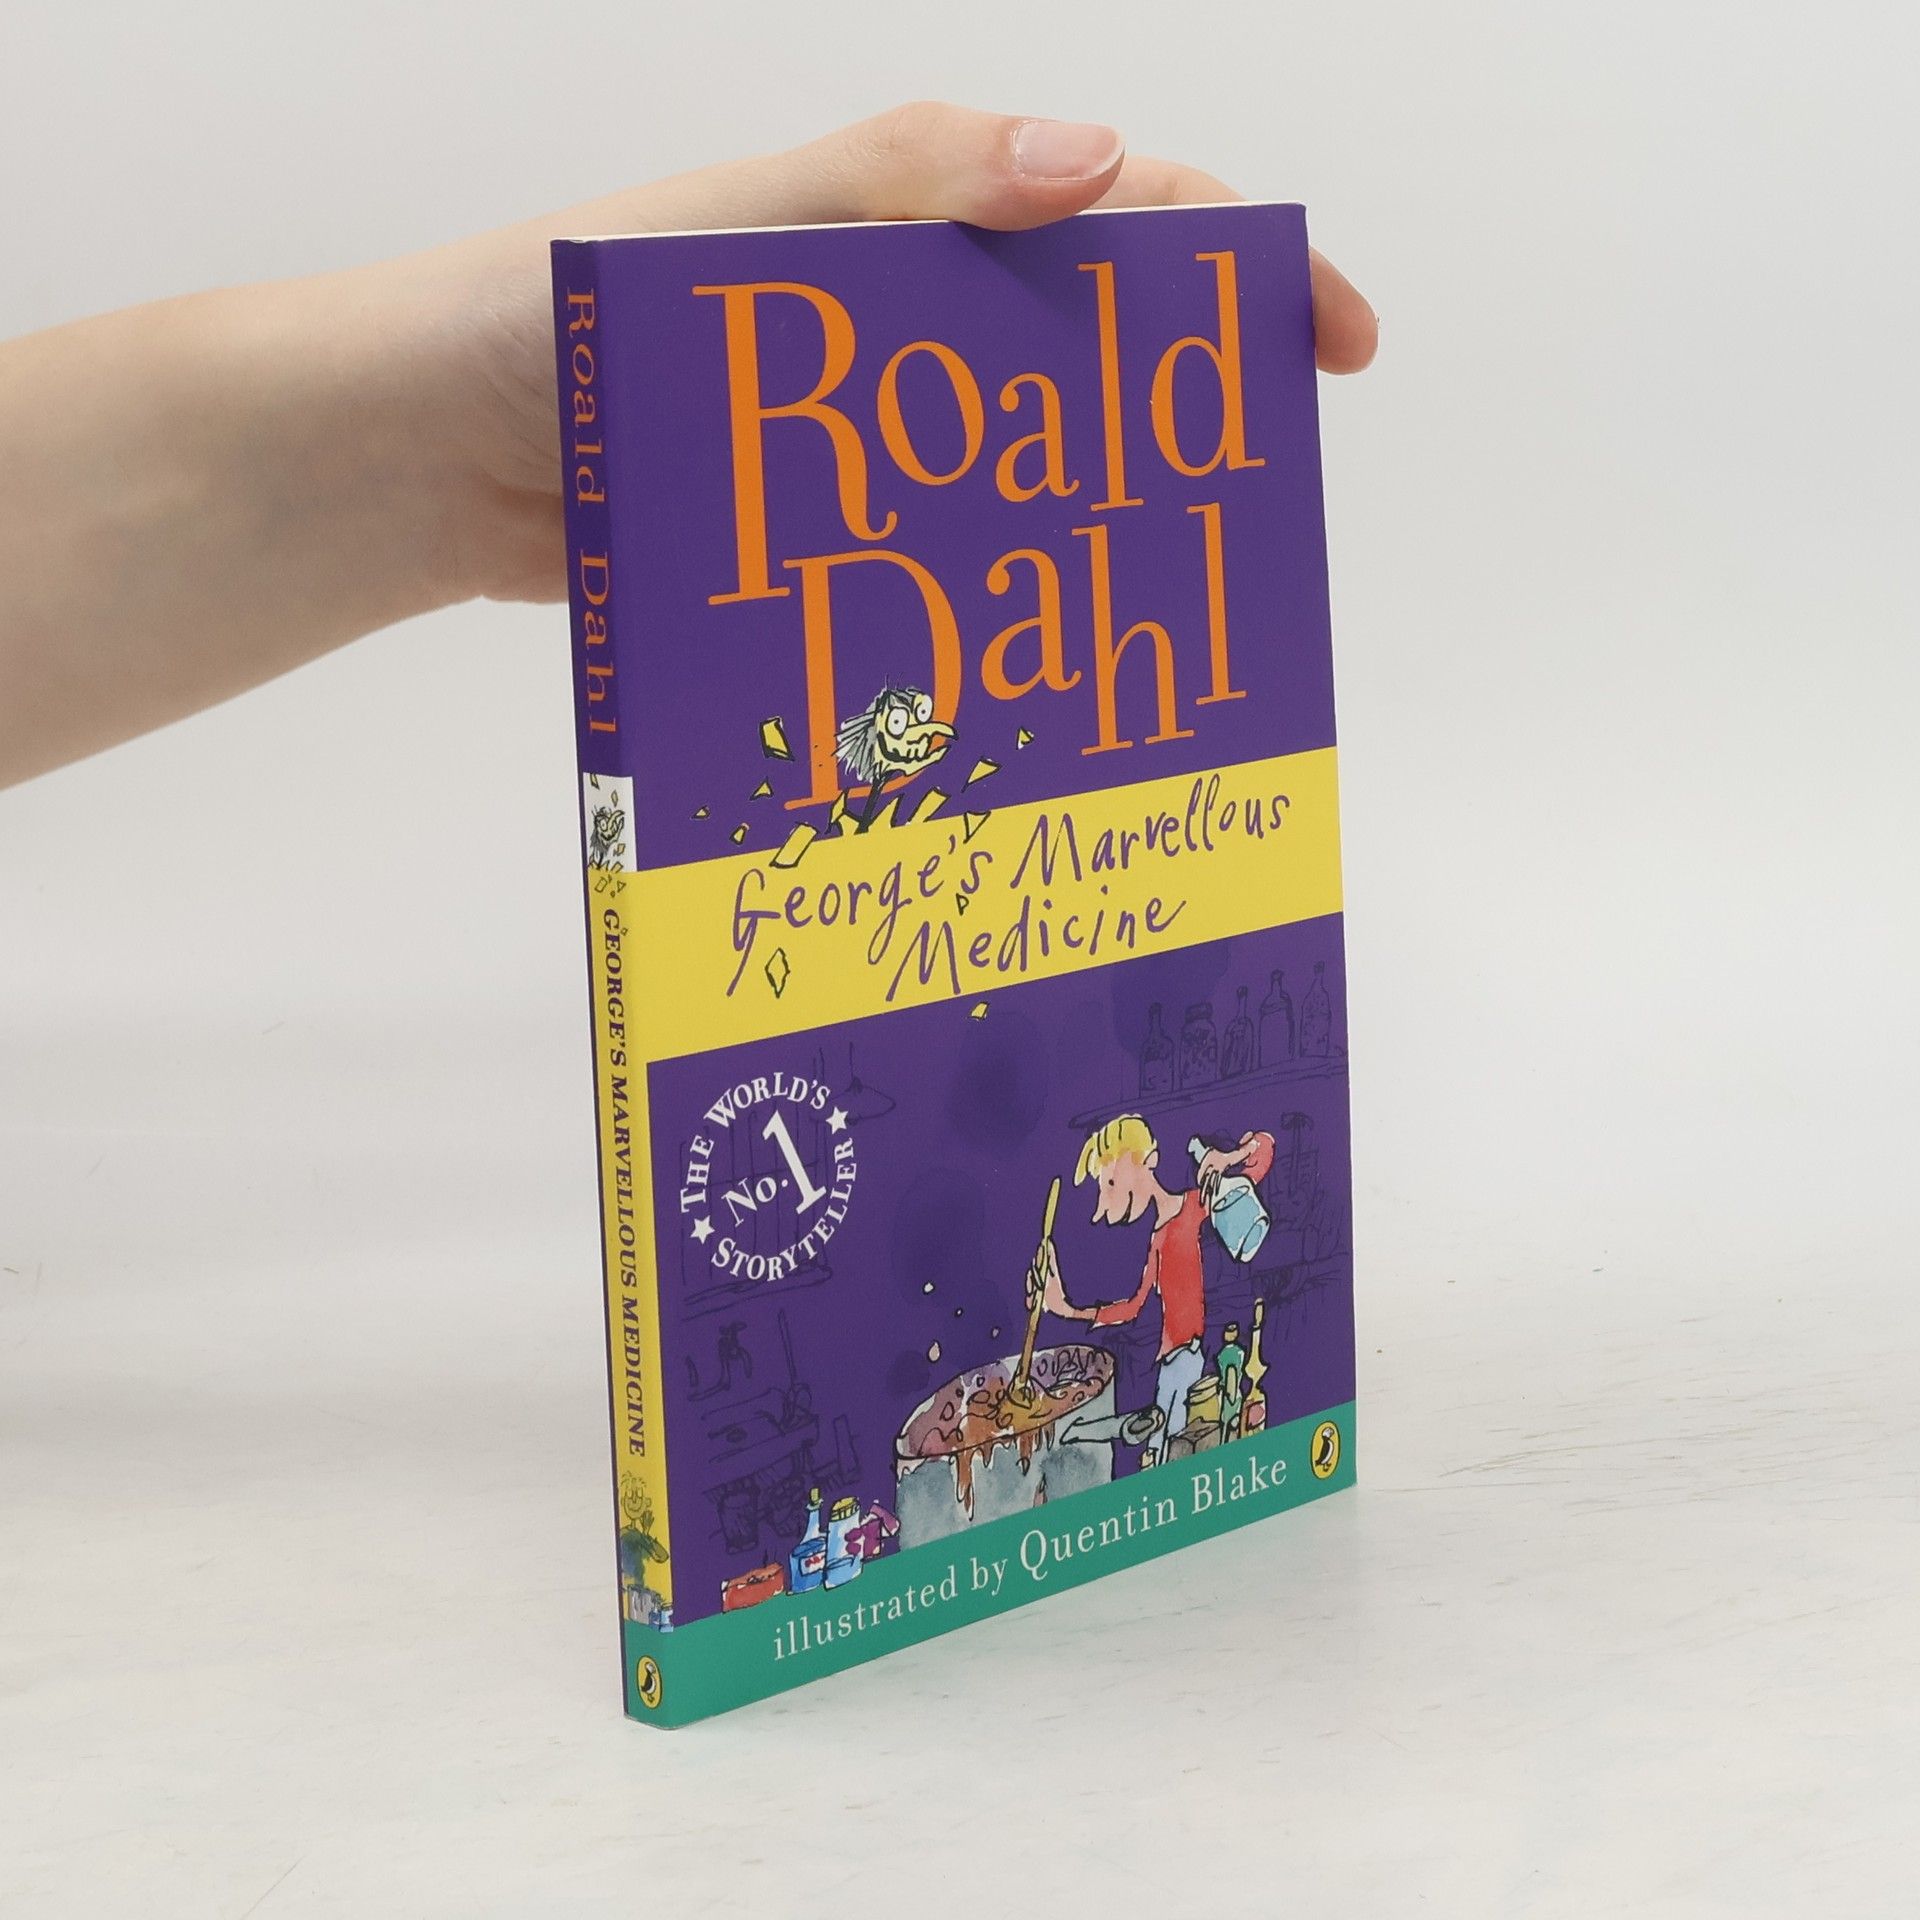 Roald Dahl
GEORGE'S MARVELLOUS MEDICINE
Roald
Dahl
George's Marvellous
Medicine
THE WORLD'S
No. 1
STORYTELLER
illustrated by Quentin Blake